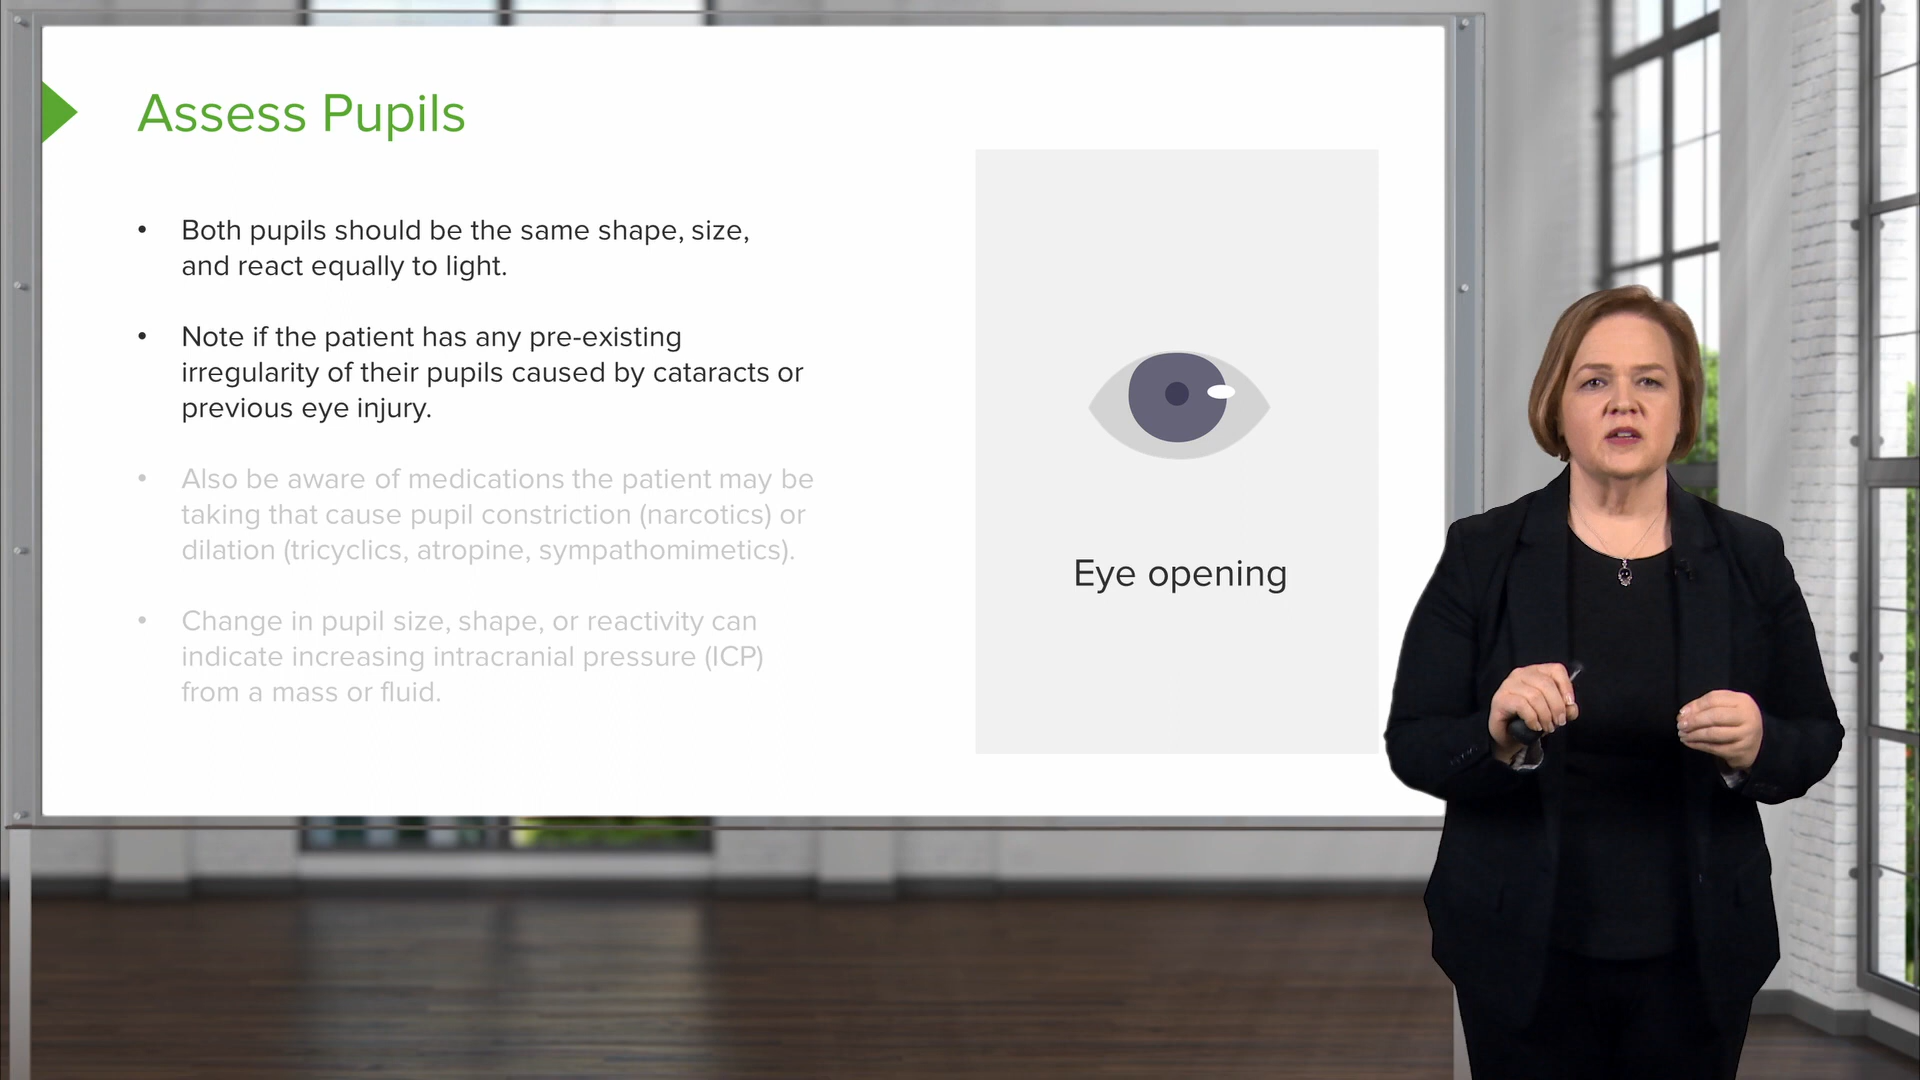 Assess Pupils
• Both pupils should be the same shape, size,
and react equally to light.
• Note if the patient has any pre-existing
irregularity of their pupils caused by cataracts or
previous eye injury.
• Also be aware of medications the patient may be
taking that cause pupil constriction (narcotics) or
dilation (tricyclics, atropine, sympathomimetics).
• Change in pupil size, shape, or reactivity can
indicate increasing intracranial pressure (ICP)
from a mass or fluid.
Eye opening